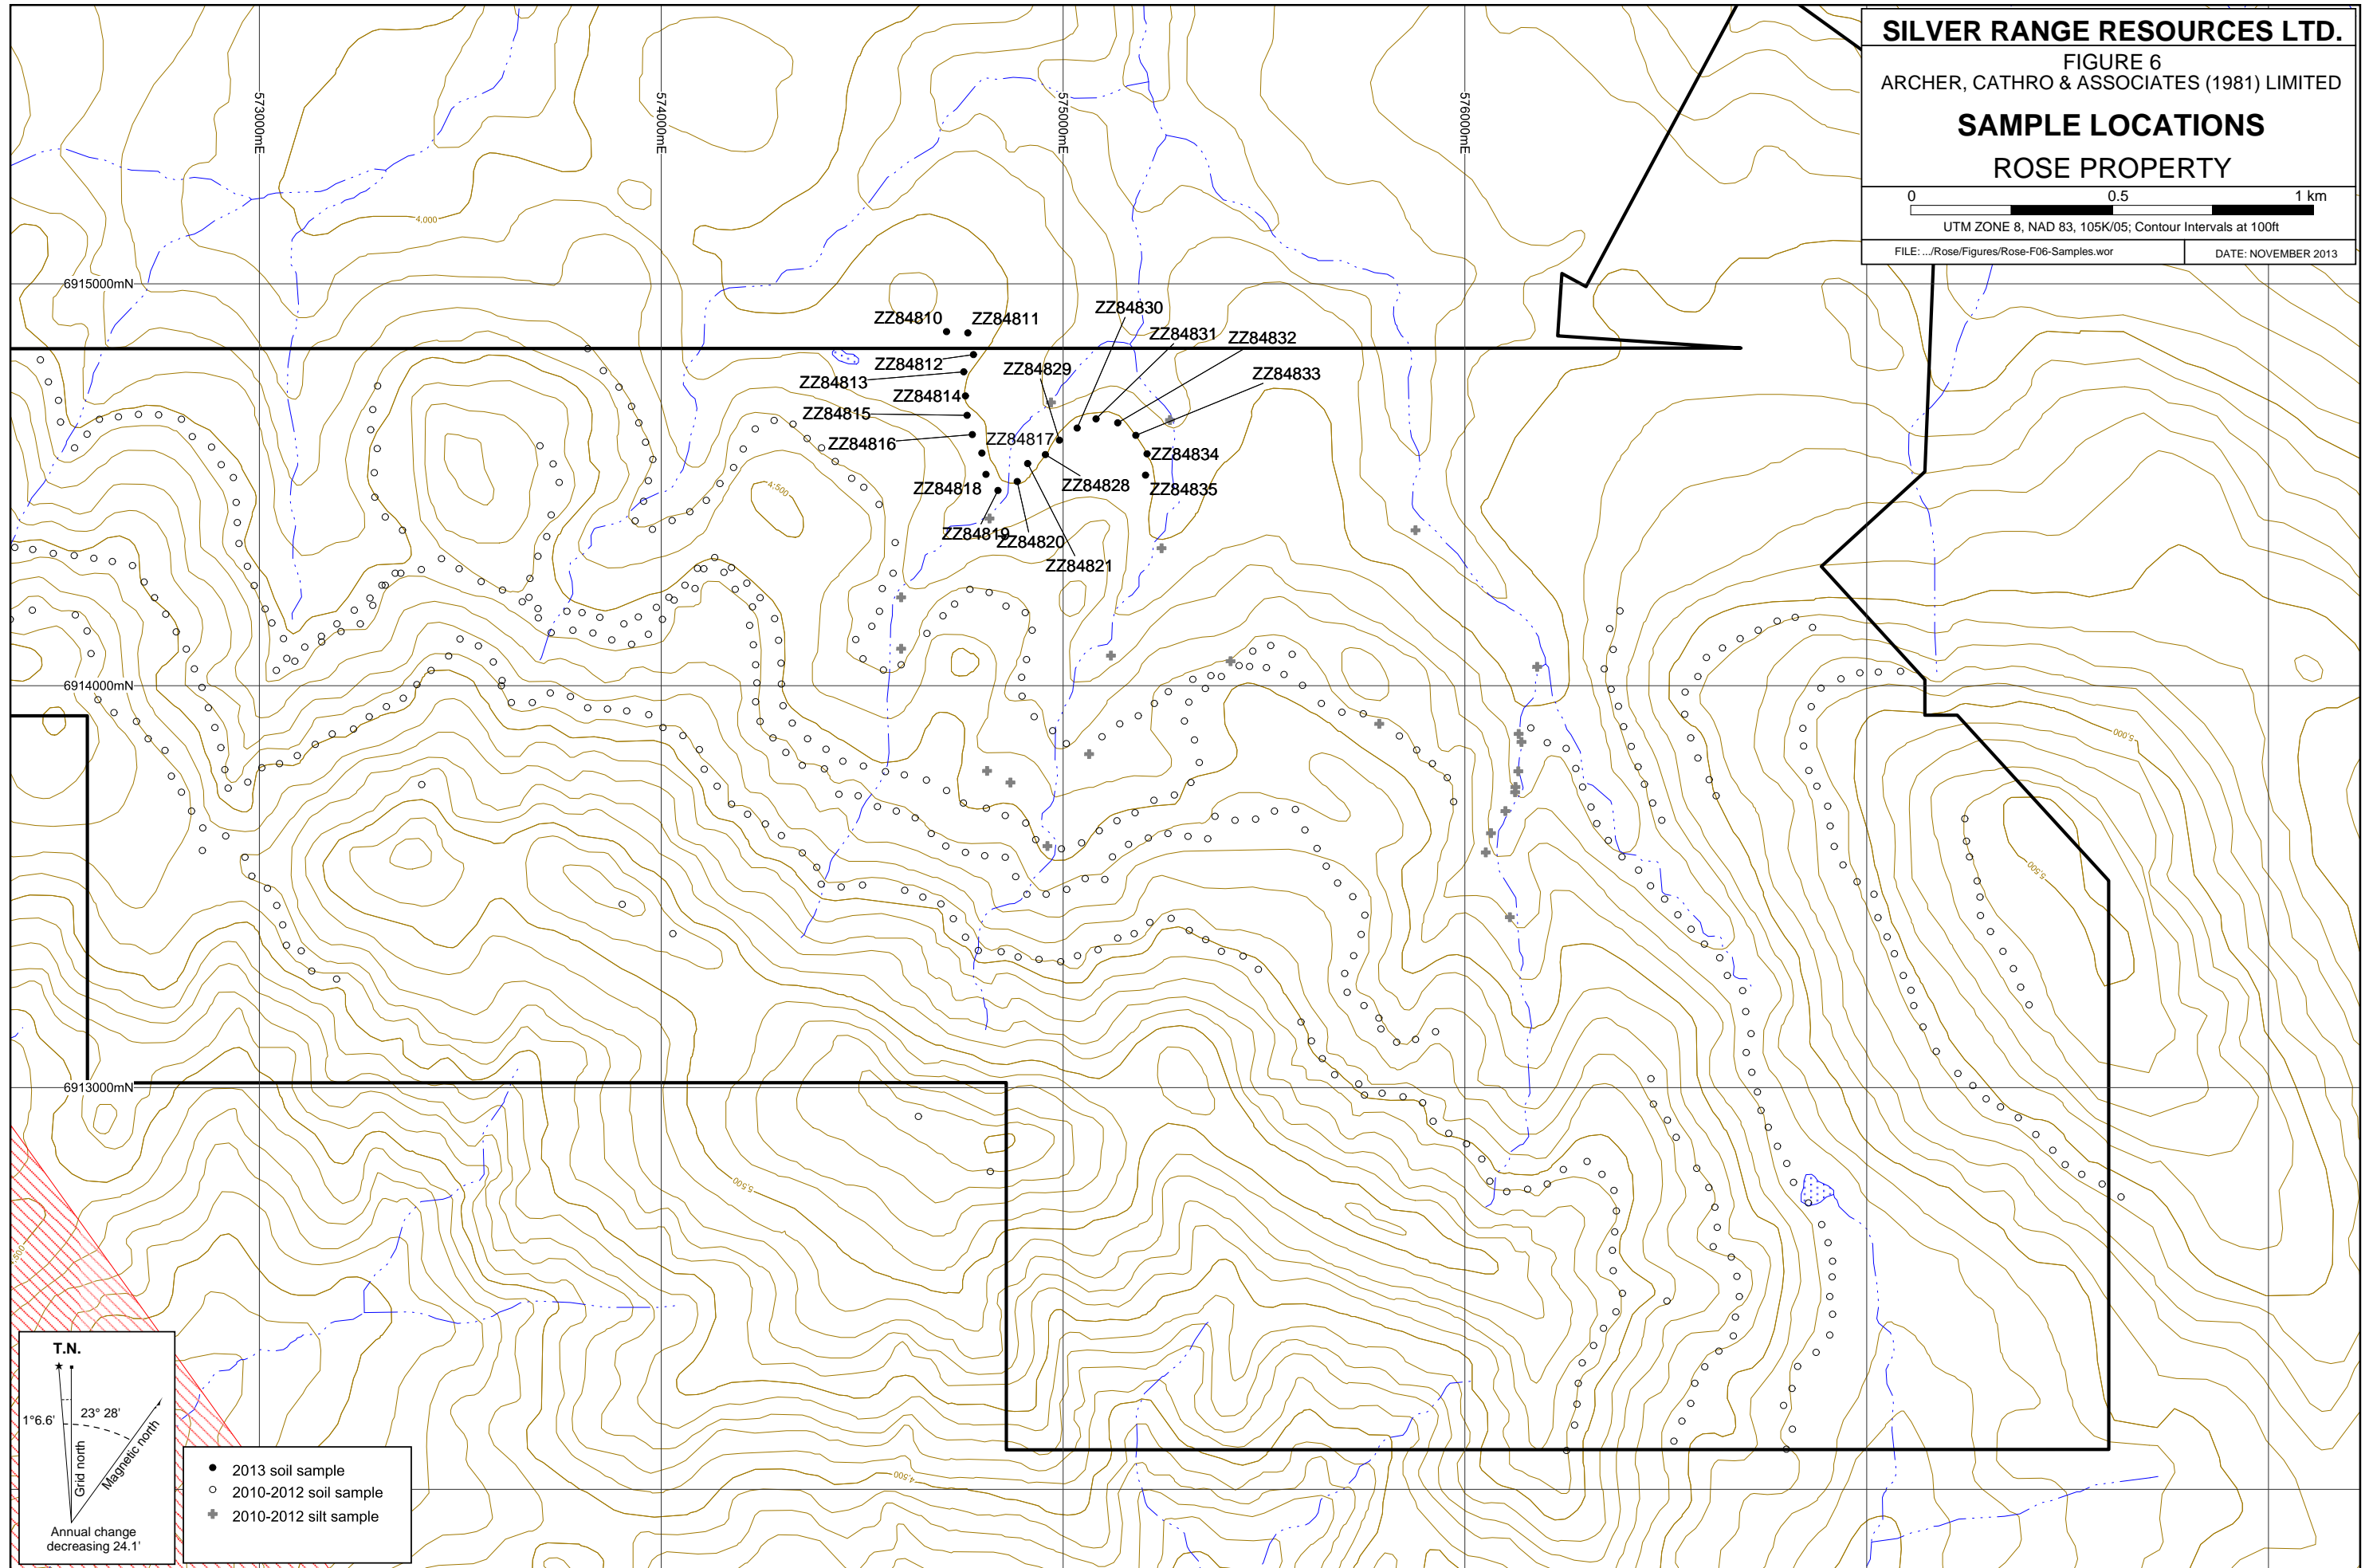 SILVER RANGE RESOURCES LTD.
FIGURE 6
ARCHER, CATHRO & ASSOCIATES (1981) LIMITED
SAMPLE LOCATIONS
ROSE PROPERTY
0 0.5 1 km
UTM ZONE 8, NAD 83, 105K/05; Contour Intervals at 100ft
FILE: .../Rose/Figures/Rose-F06-Samples.wor
DATE: NOVEMBER 2013
573000mE
574000mE
575000mE
576000mE
4,000
6915000mN
ZZ84810
ZZ84811
ZZ84830
ZZ84831
ZZ84832
ZZ84812
ZZ84829
ZZ84833
ZZ84813
ZZ84814
ZZ84815
ZZ84816
ZZ84817
ZZ84834
ZZ84818
ZZ84828
ZZ84835
4,500
ZZ84819
ZZ84820
ZZ84821
6914000mN
5,000
5,500
6913000mN
5,500
500
4,500
T.N.
1°6.6'
23° 28'
Grid north
Magnetic north
Annual change
decreasing 24.1'
2013 soil sample
2010-2012 soil sample
2010-2012 silt sample